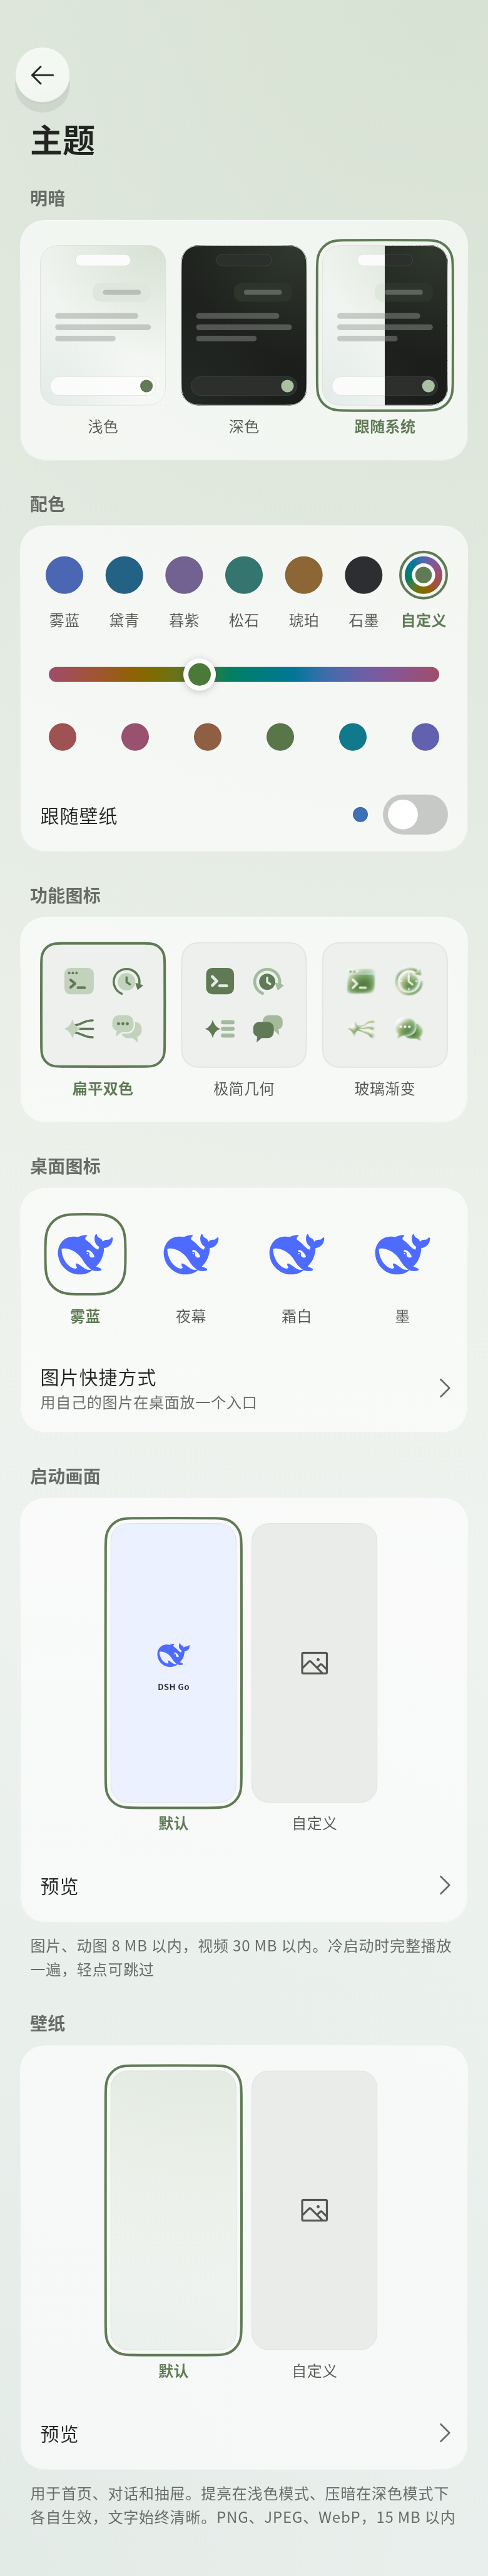 主题
明暗
浅色
深色
跟随系统
配色
雾蓝
黛青
暮紫
松石
琥珀
石墨
自定义
跟随壁纸
功能图标
扁平双色
极简几何
玻璃渐变
桌面图标
雾蓝
夜幕
霜白
墨
图片快捷方式
用自己的图片在桌面放一个入口
启动画面
DSH Go
默认
自定义
预览
图片、动图 8 MB 以内，视频 30 MB 以内。冷启动时完整播放
一遍，轻点可跳过
壁纸
默认
自定义
预览
用于首页、对话和抽屉。提亮在浅色模式、压暗在深色模式下
各自生效，文字始终清晰。PNG、JPEG、WebP，15 MB 以内